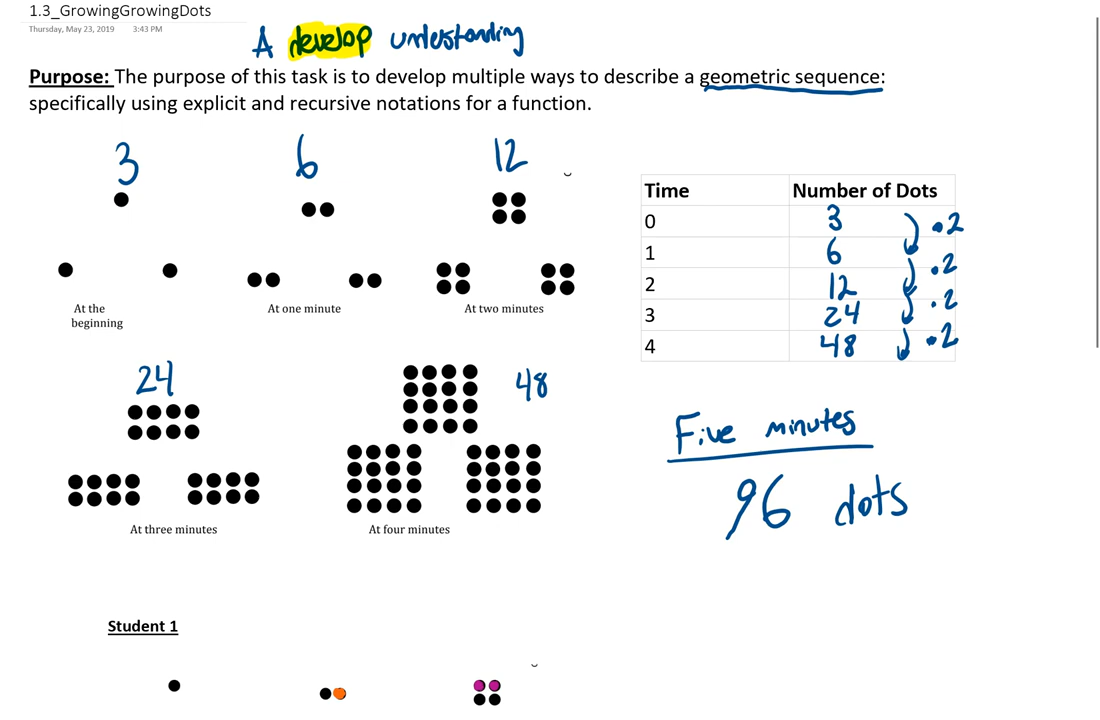 1.3_GrowingGrowingDots
Thursday, May 23, 2019 3:43 PM
A develop understanding
Purpose: The purpose of this task is to develop multiple ways to describe a geometric sequence:
specifically using explicit and recursive notations for a function.
3 6 12
At the
beginning
At one minute
At two minutes
24 48
At three minutes At four minutes
Time Number of Dots
0 3 •2
1 6 •2
2 12 •2
3 24 •2
4 48
Five minutes
96 dots
Student 1